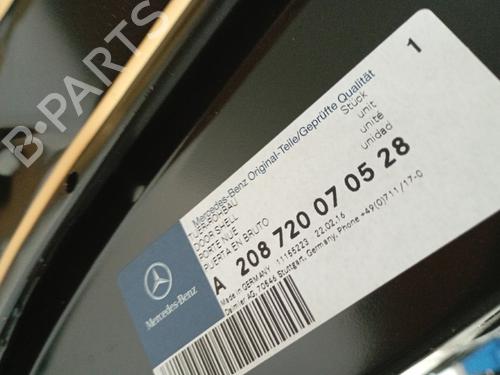 B-PARTS
Mercedes-Benz Original-Teile/Geprüfte Qualität
Stück
unit
unité
unidad
1
DOOR SHELL
PORTE NUE
PUERTA EN BRUTO
A 208 720 07 05 28
Made in GERMANY 11155223 22.02.16
Daimler AG, 70546 Stuttgart, Germany, Phone +49(0)711/17-0
Mercedes-Benz